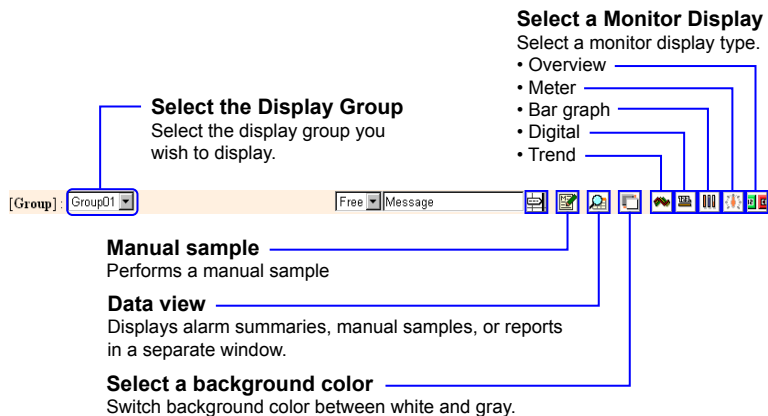 Select a Monitor Display
Select a monitor display type.
• Overview
• Meter
• Bar graph
• Digital
• Trend
Select the Display Group
Select the display group you
wish to display.
[Group] : Group01 Free Message
Manual sample
Performs a manual sample
Data view
Displays alarm summaries, manual samples, or reports
in a separate window.
Select a background color
Switch background color between white and gray.